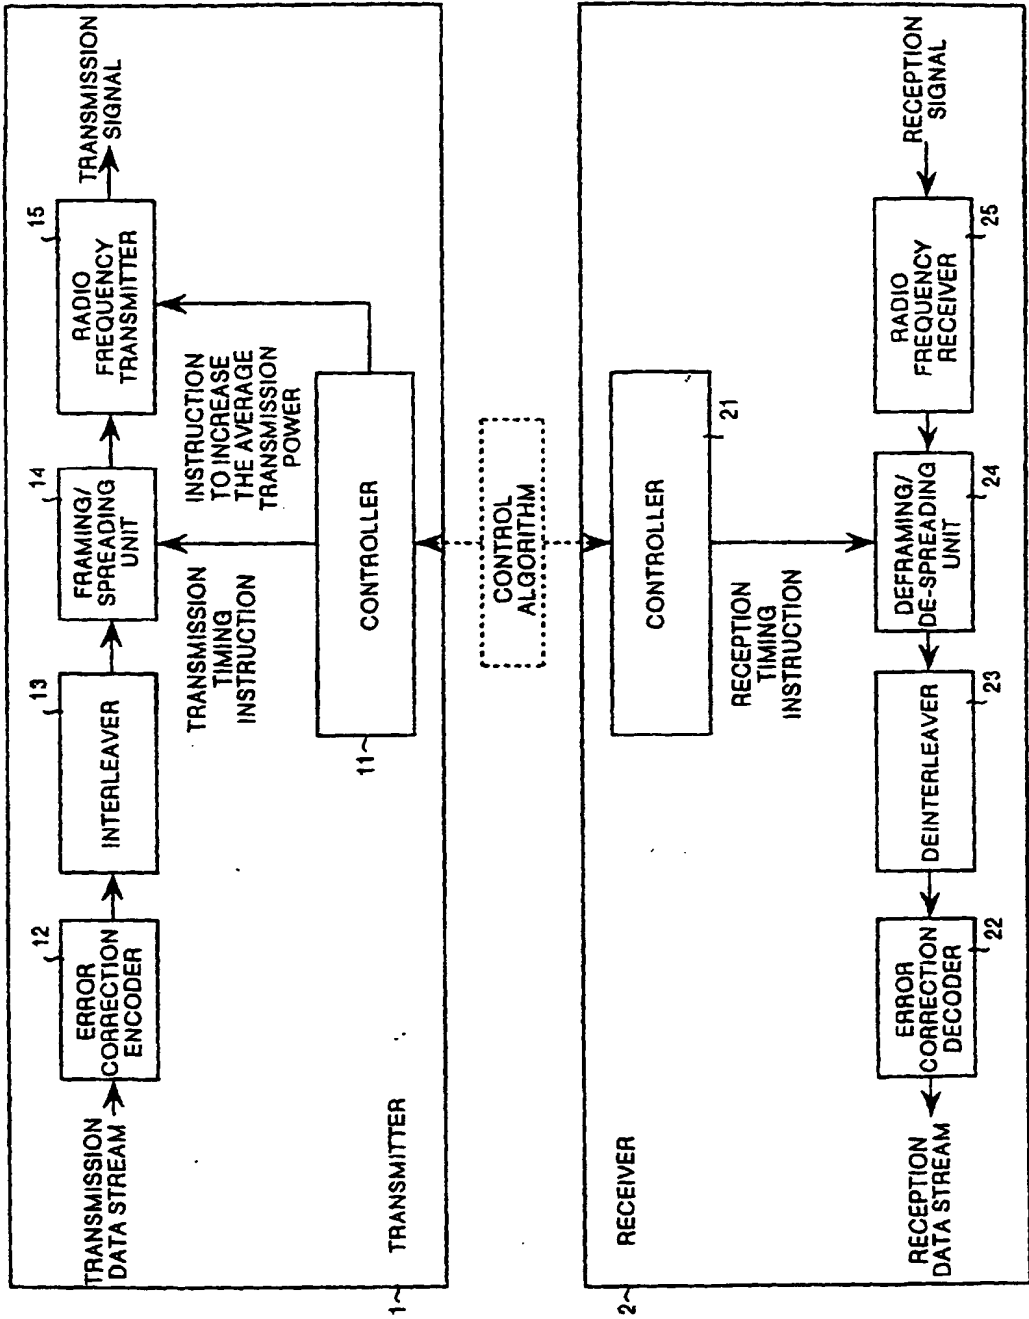 TRANSMISSION
DATA STREAM
12
ERROR
CORRECTION
ENCODER
13
INTERLEAVER
14
FRAMING/
SPREADING
UNIT
15
RADIO
FREQUENCY
TRANSMITTER
TRANSMISSION
SIGNAL
TRANSMISSION
TIMING
INSTRUCTION
INSTRUCTION
TO INCREASE
THE AVERAGE
TRANSMISSION
POWER
11
CONTROLLER
1
TRANSMITTER
CONTROL
ALGORITHM
2
RECEIVER
CONTROLLER
21
RECEPTION
TIMING
INSTRUCTION
RECEPTION
DATA STREAM
ERROR
CORRECTION
DECODER
22
DEINTERLEAVER
23
DEFRAMING/
DE-SPREADING
UNIT
24
RADIO
FREQUENCY
RECEIVER
25
RECEPTION
SIGNAL